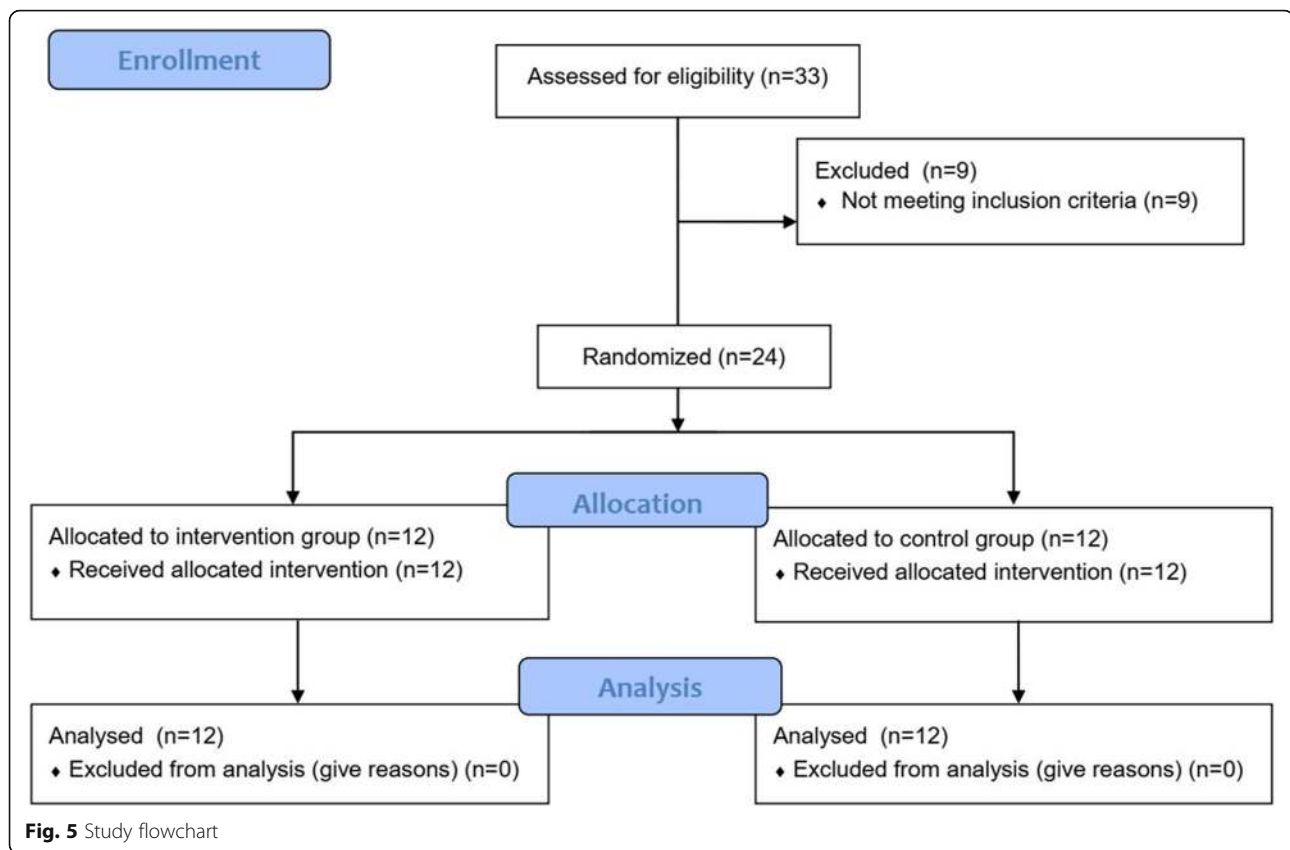 Enrollment
Assessed for eligibility (n=33)
Excluded (n=9)
♦ Not meeting inclusion criteria (n=9)
Randomized (n=24)
Allocation
Allocated to intervention group (n=12)
♦ Received allocated intervention (n=12)
Allocated to control group (n=12)
♦ Received allocated intervention (n=12)
Analysis
Analysed (n=12)
♦ Excluded from analysis (give reasons) (n=0)
Analysed (n=12)
♦ Excluded from analysis (give reasons) (n=0)
Fig. 5 Study flowchart